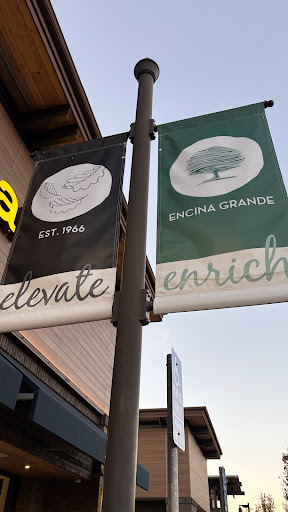 EST. 1966
elevate
ENCINA GRANDE
enrich